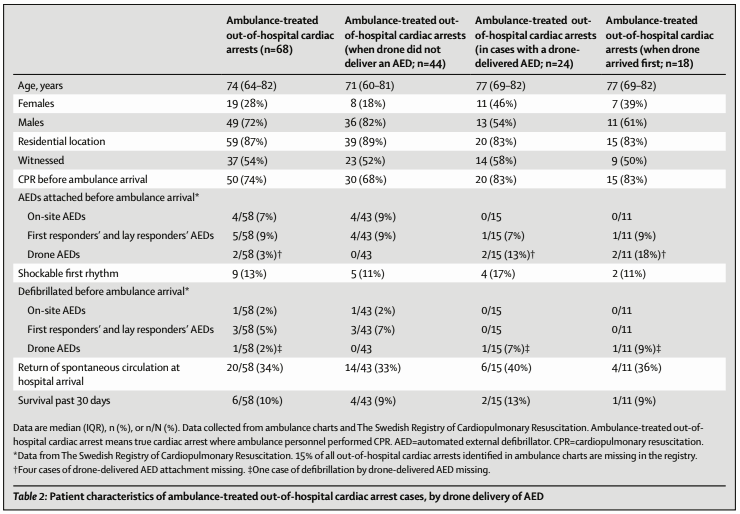 Ambulance-treated out-of-hospital cardiac arrests (n=68) Ambulance-treated out-of-hospital cardiac arrests (when drone did not deliver an AED; n=44) Ambulance-treated out-of-hospital cardiac arrests (in cases with a drone-delivered AED; n=24) Ambulance-treated out-of-hospital cardiac arrests (when drone arrived first; n=18)
Age, years 74 (64–82) 71 (60–81) 77 (69–82) 77 (69–82)
Females 19 (28%) 8 (18%) 11 (46%) 7 (39%)
Males 49 (72%) 36 (82%) 13 (54%) 11 (61%)
Residential location 59 (87%) 39 (89%) 20 (83%) 15 (83%)
Witnessed 37 (54%) 23 (52%) 14 (58%) 9 (50%)
CPR before ambulance arrival 50 (74%) 30 (68%) 20 (83%) 15 (83%)
AEDs attached before ambulance arrival*
On-site AEDs 4/58 (7%) 4/43 (9%) 0/15 0/11
First responders' and lay responders' AEDs 5/58 (9%) 4/43 (9%) 1/15 (7%) 1/11 (9%)
Drone AEDs 2/58 (3%)† 0/43 2/15 (13%)† 2/11 (18%)†
Shockable first rhythm 9 (13%) 5 (11%) 4 (17%) 2 (11%)
Defibrillated before ambulance arrival*
On-site AEDs 1/58 (2%) 1/43 (2%) 0/15 0/11
First responders' and lay responders' AEDs 3/58 (5%) 3/43 (7%) 0/15 0/11
Drone AEDs 1/58 (2%)‡ 0/43 1/15 (7%)‡ 1/11 (9%)‡
Return of spontaneous circulation at hospital arrival 20/58 (34%) 14/43 (33%) 6/15 (40%) 4/11 (36%)
Survival past 30 days 6/58 (10%) 4/43 (9%) 2/15 (13%) 1/11 (9%)
Data are median (IQR), n (%), or n/N (%). Data collected from ambulance charts and The Swedish Registry of Cardiopulmonary Resuscitation. Ambulance-treated out-of-
hospital cardiac arrest means true cardiac arrest where ambulance personnel performed CPR. AED=automated external defibrillator. CPR=cardiopulmonary resuscitation.
*Data from The Swedish Registry of Cardiopulmonary Resuscitation. 15% of all out-of-hospital cardiac arrests identified in ambulance charts are missing in the registry.
†Four cases of drone-delivered AED attachment missing. ‡One case of defibrillation by drone-delivered AED missing.
Table 2: Patient characteristics of ambulance-treated out-of-hospital cardiac arrest cases, by drone delivery of AED